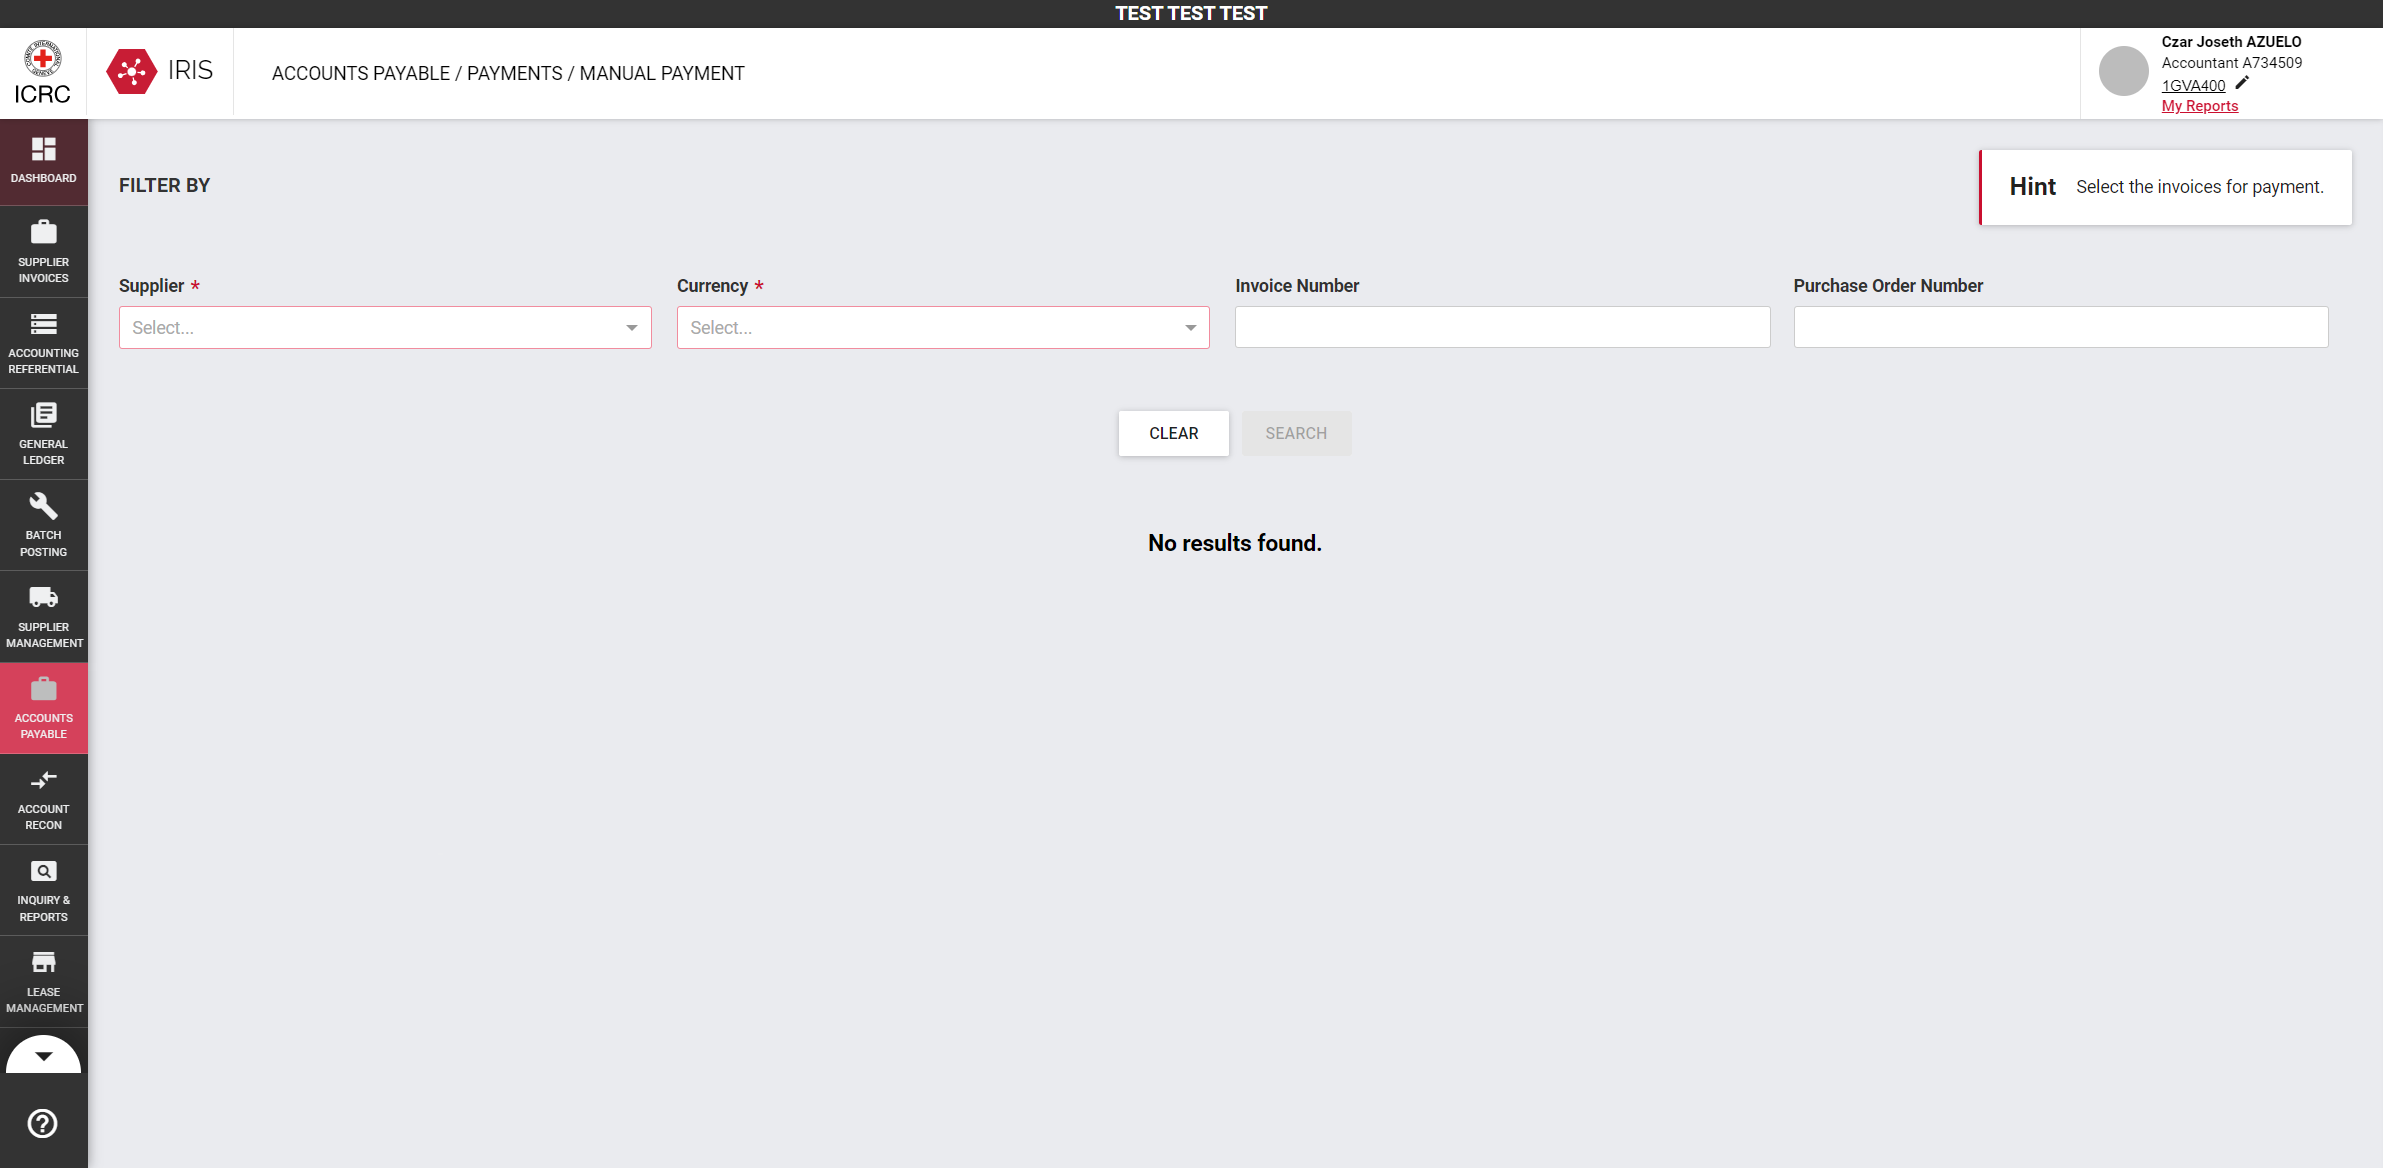 TEST TEST TEST
ICRC
IRIS
ACCOUNTS PAYABLE / PAYMENTS / MANUAL PAYMENT
Czar Joseth AZUELO
Accountant A734509
1GVA400
My Reports
DASHBOARD
SUPPLIER
INVOICES
ACCOUNTING
REFERENTIAL
GENERAL
LEDGER
BATCH
POSTING
SUPPLIER
MANAGEMENT
ACCOUNTS
PAYABLE
ACCOUNT
RECON
INQUIRY &
REPORTS
LEASE
MANAGEMENT
FILTER BY
Hint Select the invoices for payment.
Supplier * Currency * Invoice Number Purchase Order Number
Select... Select...
CLEAR SEARCH
No results found.